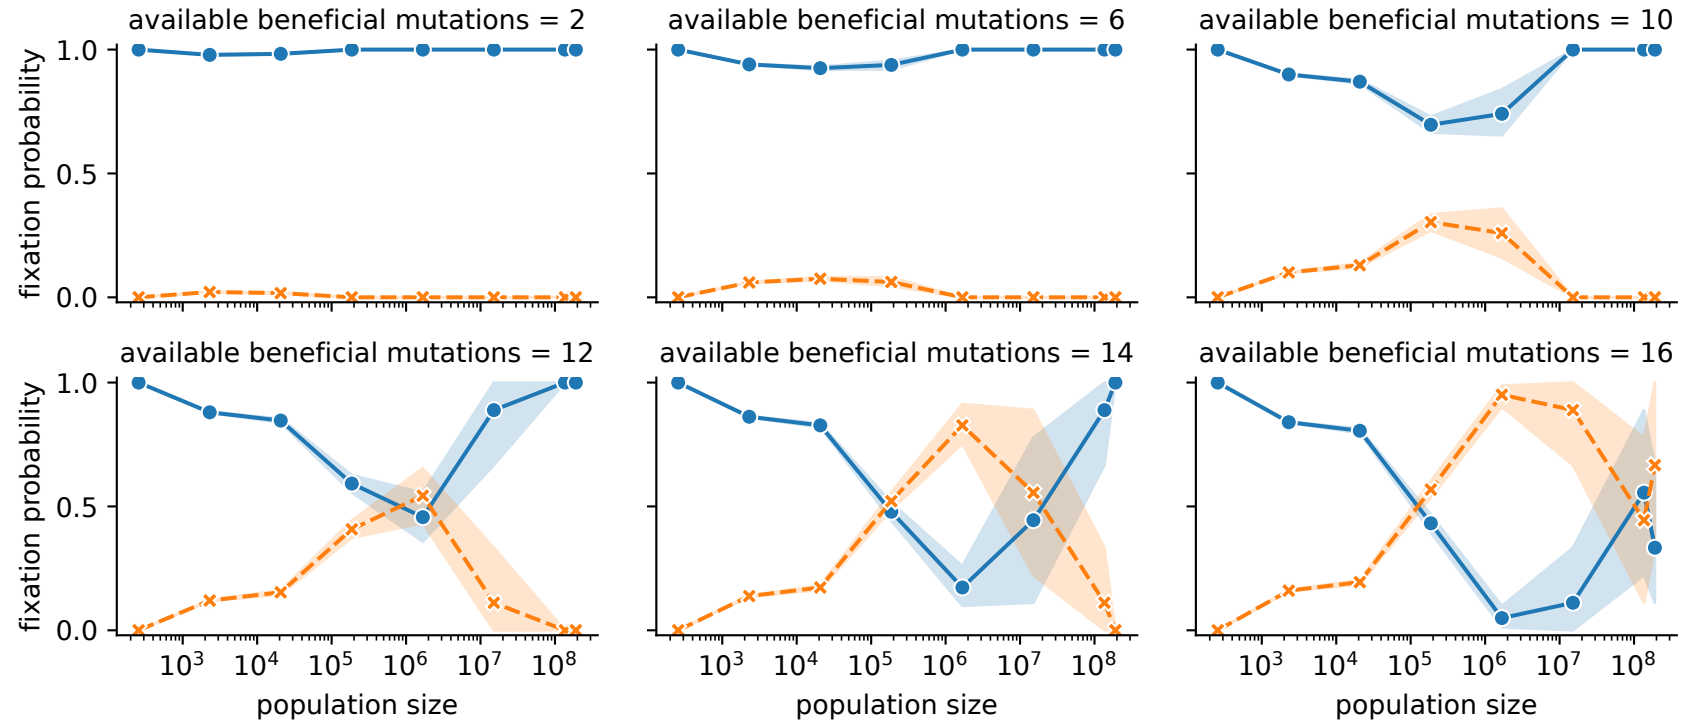 available beneficial mutations = 2
available beneficial mutations = 6
available beneficial mutations = 10
fixation probability
1.0
0.5
0.0
available beneficial mutations = 12
available beneficial mutations = 14
available beneficial mutations = 16
fixation probability
1.0
0.5
0.0
10³ 10⁴ 10⁵ 10⁶ 10⁷ 10⁸
10³ 10⁴ 10⁵ 10⁶ 10⁷ 10⁸
10³ 10⁴ 10⁵ 10⁶ 10⁷ 10⁸
population size
population size
population size